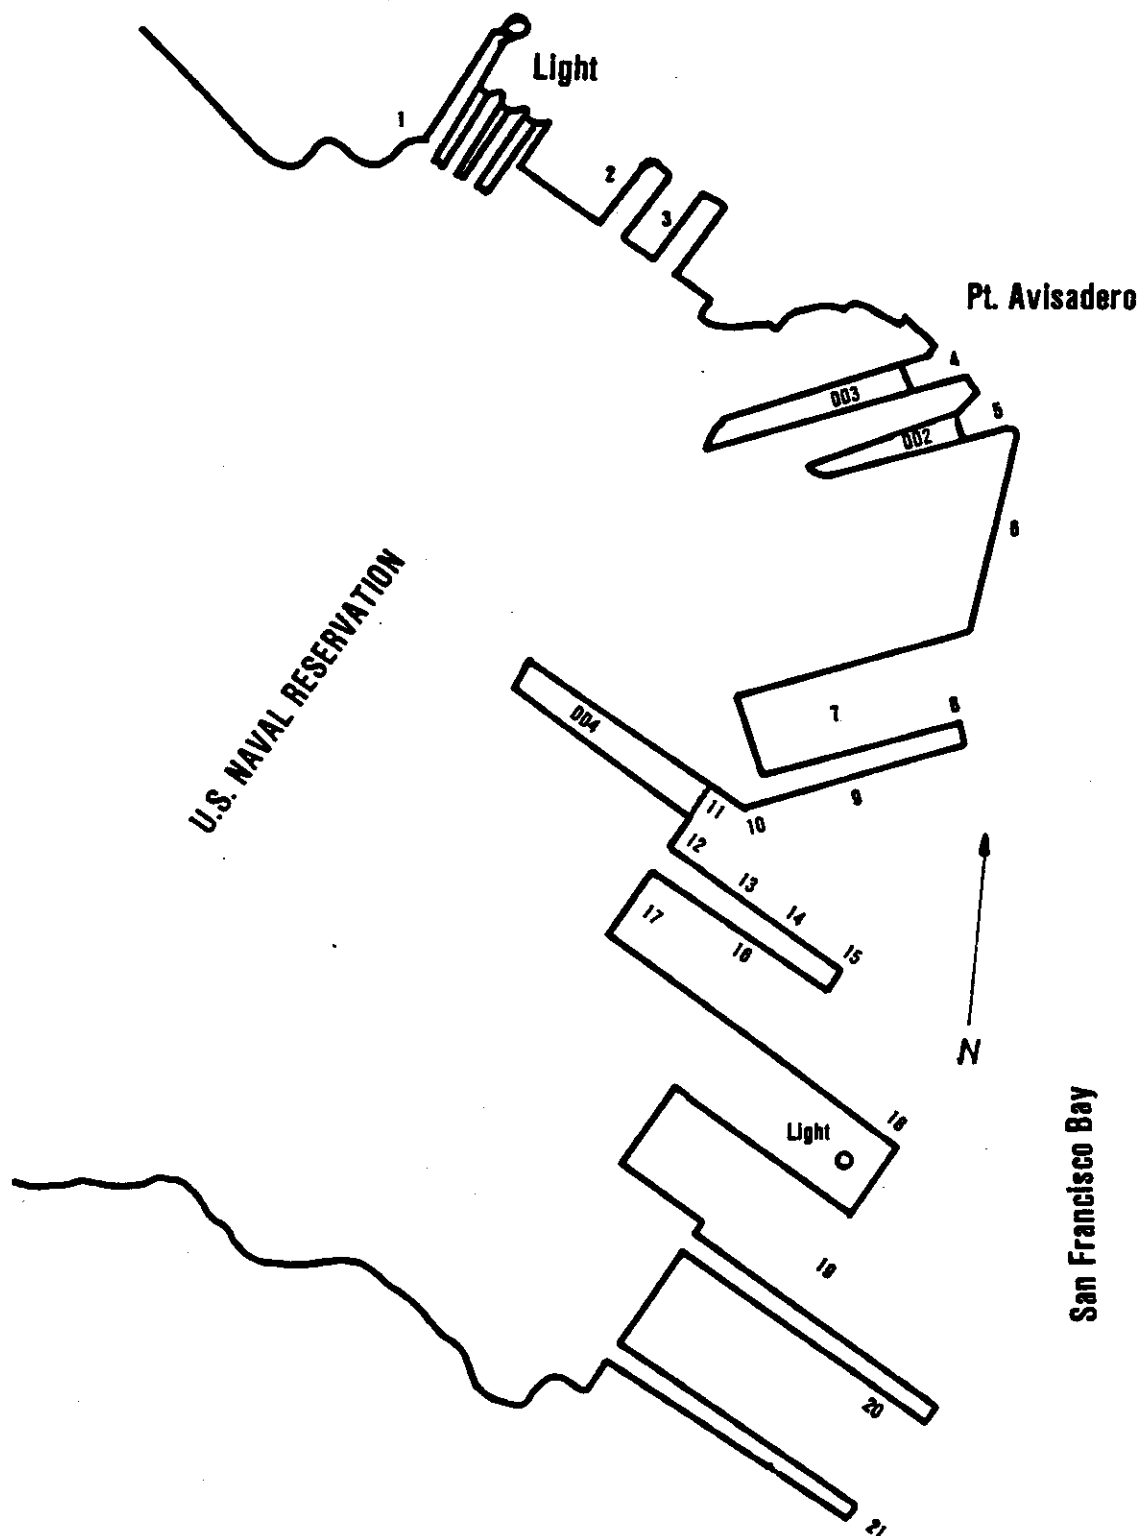 Light
1
2
3
Pt. Avisadero
4
DD3
5
DD2
6
U.S. NAVAL RESERVATION
DD4
7
8
9
10
11
12
13
14
15
16
17
N
18
Light
San Francisco Bay
19
20
21